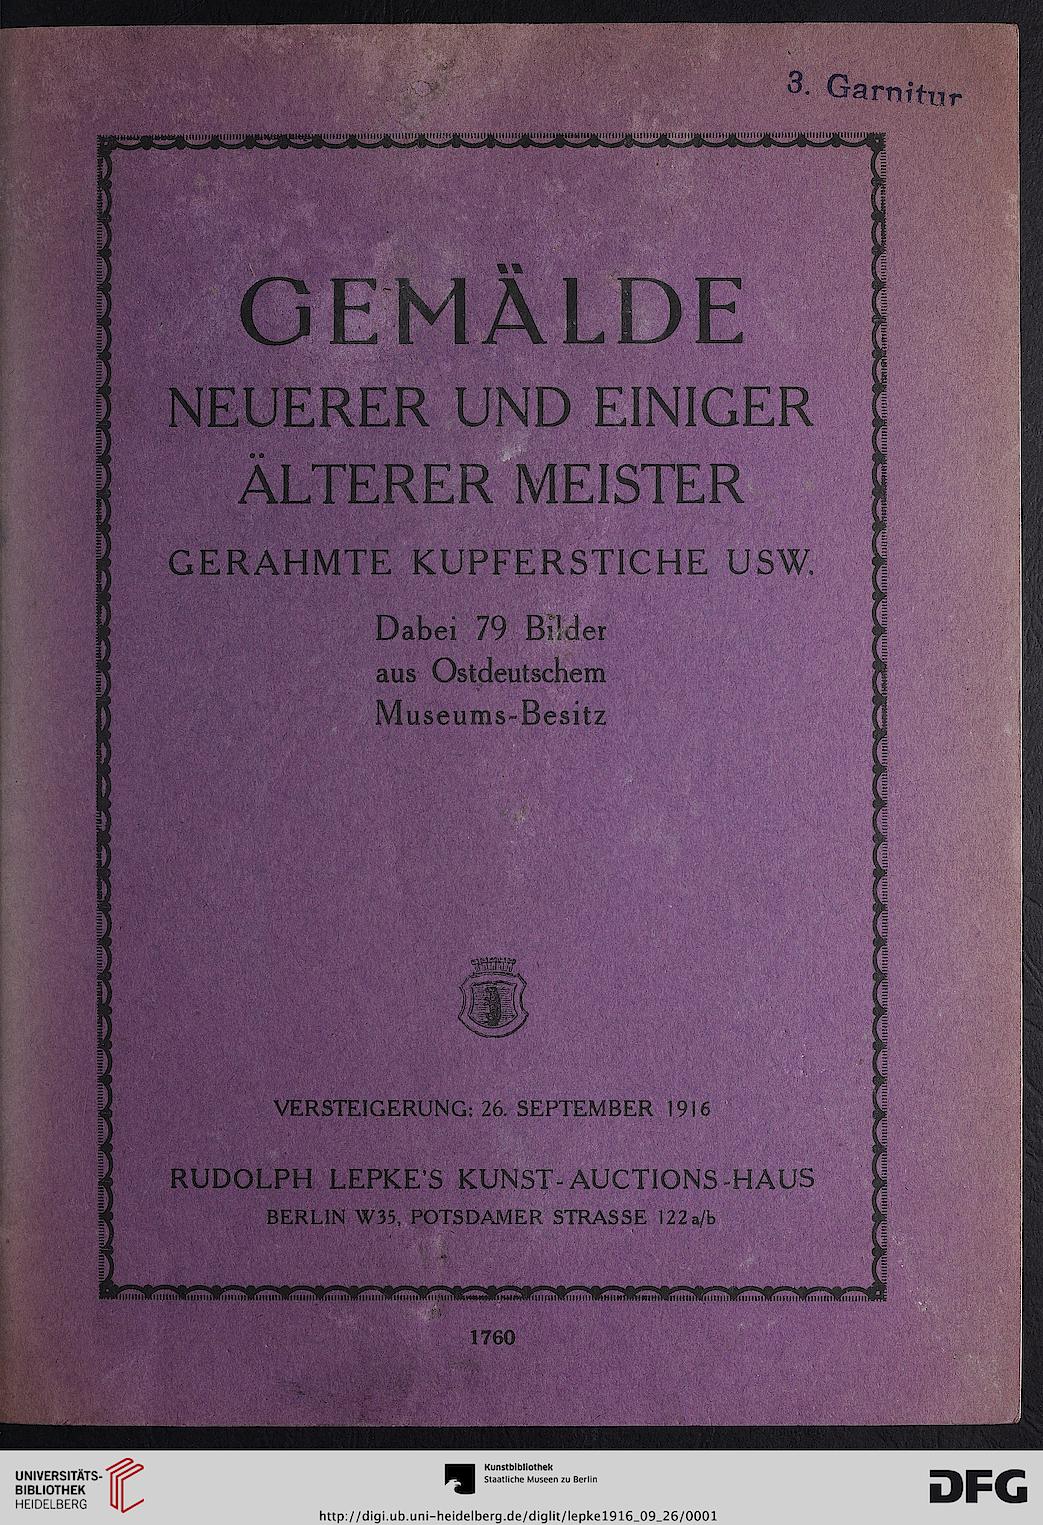 3. Garnitur
GEMÄLDE
NEUERER UND EINIGER
ÄLTERER MEISTER
GERAHMTE KUPFERSTICHE USW.
Dabei 79 Bilder
aus Ostdeutschem
Museums-Besitz
VERSTEIGERUNG: 26. SEPTEMBER 1916
RUDOLPH LEPKE'S KUNST-AUCTIONS-HAUS
BERLIN W35, POTSDAMER STRASSE 122 a/b
1760
UNIVERSITÄTS-
BIBLIOTHEK
HEIDELBERG
Kunstbibliothek
Staatliche Museen zu Berlin
DFG
http://digi.ub.uni-heidelberg.de/diglit/lepke1916_09_26/0001